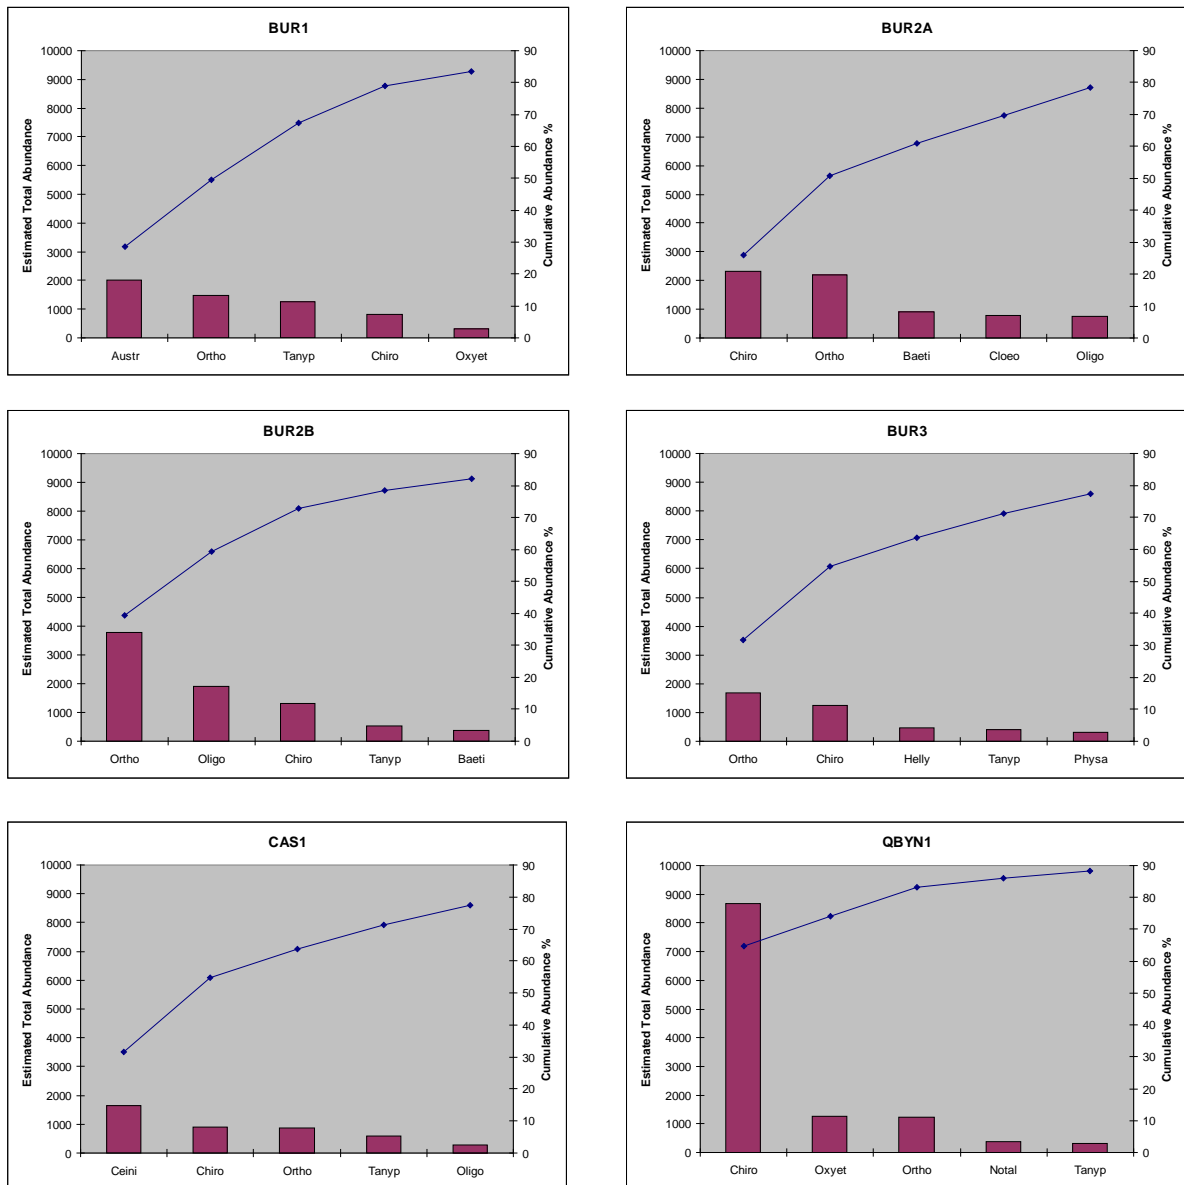 BUR1
10000 9000 8000 7000 6000 5000 4000 3000 2000 1000 0
Estimated Total Abundance
90 80 70 60 50 40 30 20 10 0
Cumulative Abundance %
Austr Ortho Tanyp Chiro Oxyet
BUR2A
10000 9000 8000 7000 6000 5000 4000 3000 2000 1000 0
Estimated Total Abundance
90 80 70 60 50 40 30 20 10 0
Cumulative Abundance %
Chiro Ortho Baeti Cloeo Oligo
BUR2B
10000 9000 8000 7000 6000 5000 4000 3000 2000 1000 0
Estimated Total Abundance
90 80 70 60 50 40 30 20 10 0
Cumulative Abundance %
Ortho Oligo Chiro Tanyp Baeti
BUR3
10000 9000 8000 7000 6000 5000 4000 3000 2000 1000 0
Estimated Total Abundance
90 80 70 60 50 40 30 20 10 0
Cumulative Abundance %
Ortho Chiro Helly Tanyp Physa
CAS1
10000 9000 8000 7000 6000 5000 4000 3000 2000 1000 0
Estimated Total Abundance
90 80 70 60 50 40 30 20 10 0
Cumulative Abundance %
Ceini Chiro Ortho Tanyp Oligo
QBYN1
10000 9000 8000 7000 6000 5000 4000 3000 2000 1000 0
Estimated Total Abundance
90 80 70 60 50 40 30 20 10 0
Cumulative Abundance %
Chiro Oxyet Ortho Notal Tanyp